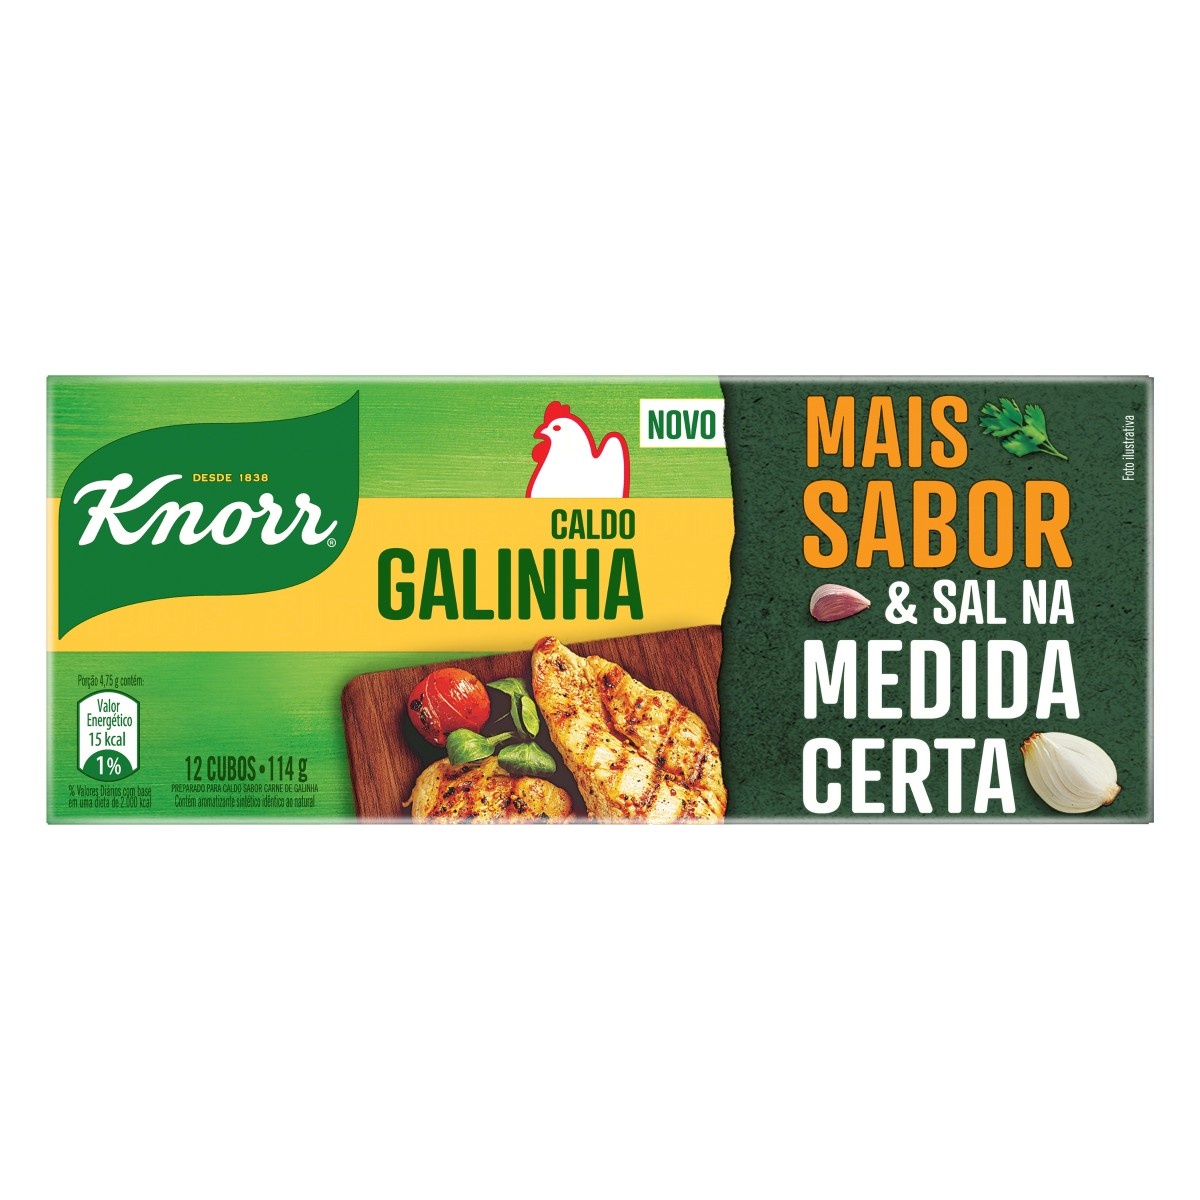 DESDE 1838
Knorr®
NOVO
CALDO
GALINHA
MAIS
SABOR
& SAL NA
MEDIDA
CERTA
Foto ilustrativa
Porção 4,75 g contém:
Valor
Energético
15 kcal
1%
% Valores Diários com base
em uma dieta de 2.000 kcal
12 CUBOS • 114 g
PREPARADO PARA CALDO SABOR CARNE DE GALINHA
Contém aromatizante sintético idêntico ao natural